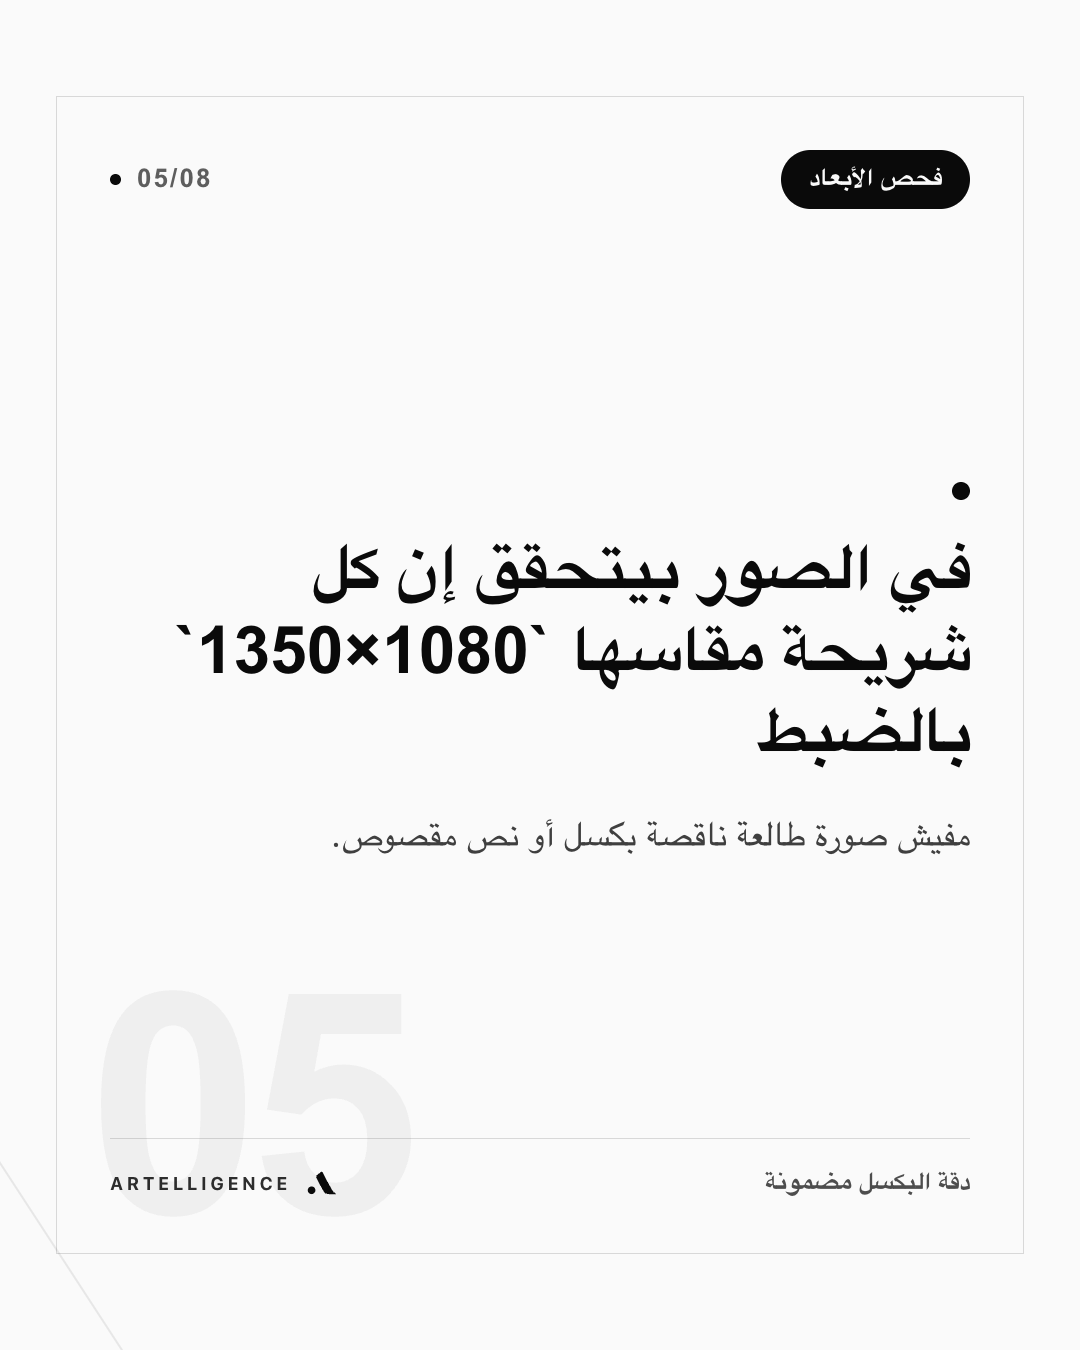 فحص الأبعاد
05/08
في الصور بيتحقق إن كل
شريحة مقاسها `1080×1350`
بالضبط
مفيش صورة طالعة ناقصة بكسل أو نص مقصوص.
05
دقة البكسل مضمونة
ARTELLIGENCE